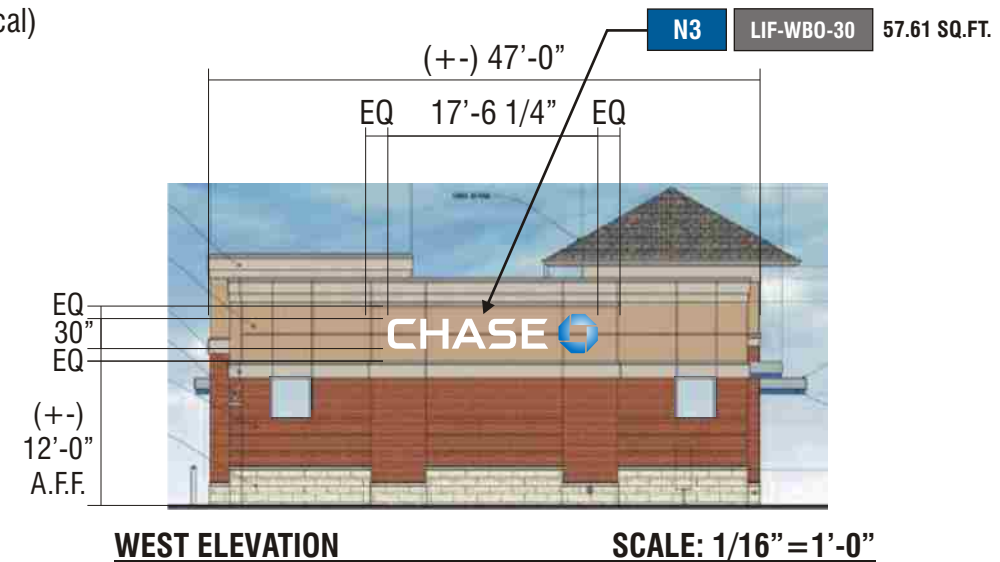 cal)
N3 LIF-WBO-30 57.61 SQ.FT.
(+-) 47’-0”
EQ 17’-6 1/4” EQ
EQ
30”
EQ
CHASE
(+-)
12’-0”
A.F.F.
WEST ELEVATION SCALE: 1/16”=1’-0”